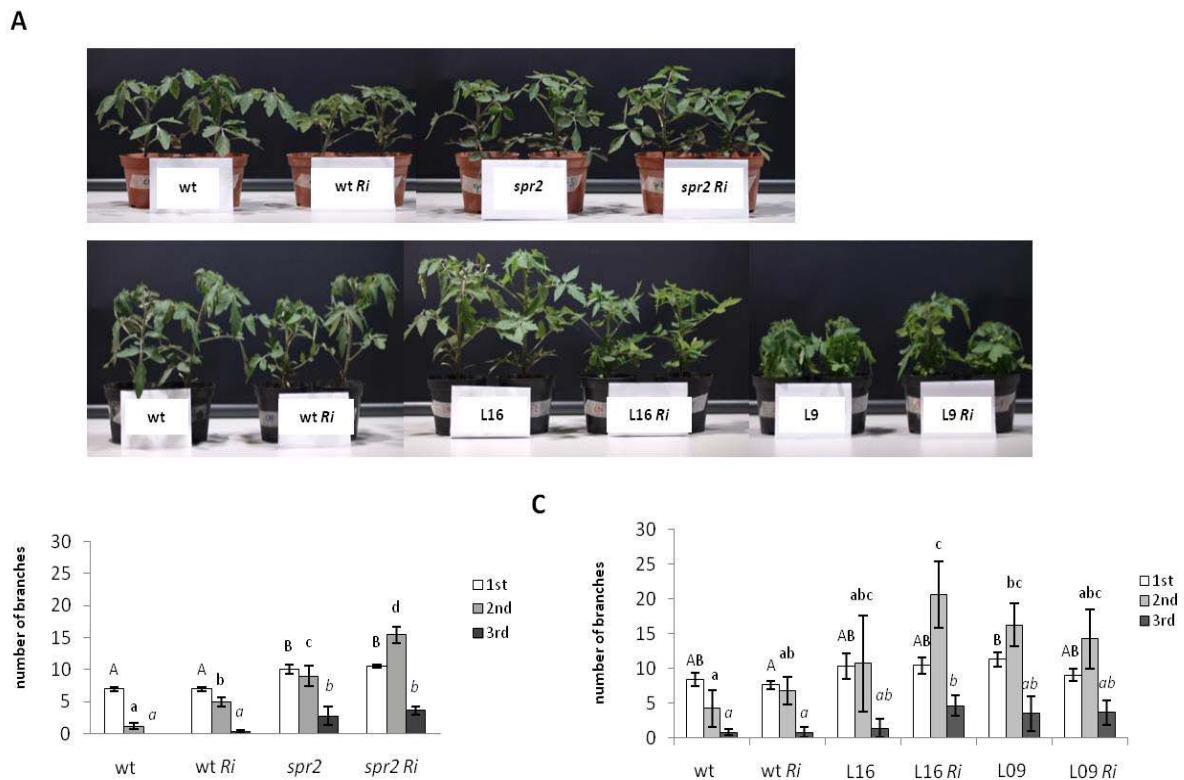 A
wt
wt Ri
spr2
spr2 Ri
wt
wt Ri
L16
L16 Ri
L9
L9 Ri
number of branches
30
25
20
15
10
5
0
A
a
a
A
b
a
B
c
b
B
d
b
1st
2nd
3rd
wt
wt Ri
spr2
spr2 Ri
C
number of branches
30
25
20
15
10
5
0
AB
a
a
A
ab
a
AB
abc
ab
AB
c
b
B
bc
ab
AB
abc
ab
1st
2nd
3rd
wt
wt Ri
L16
L16 Ri
L09
L09 Ri